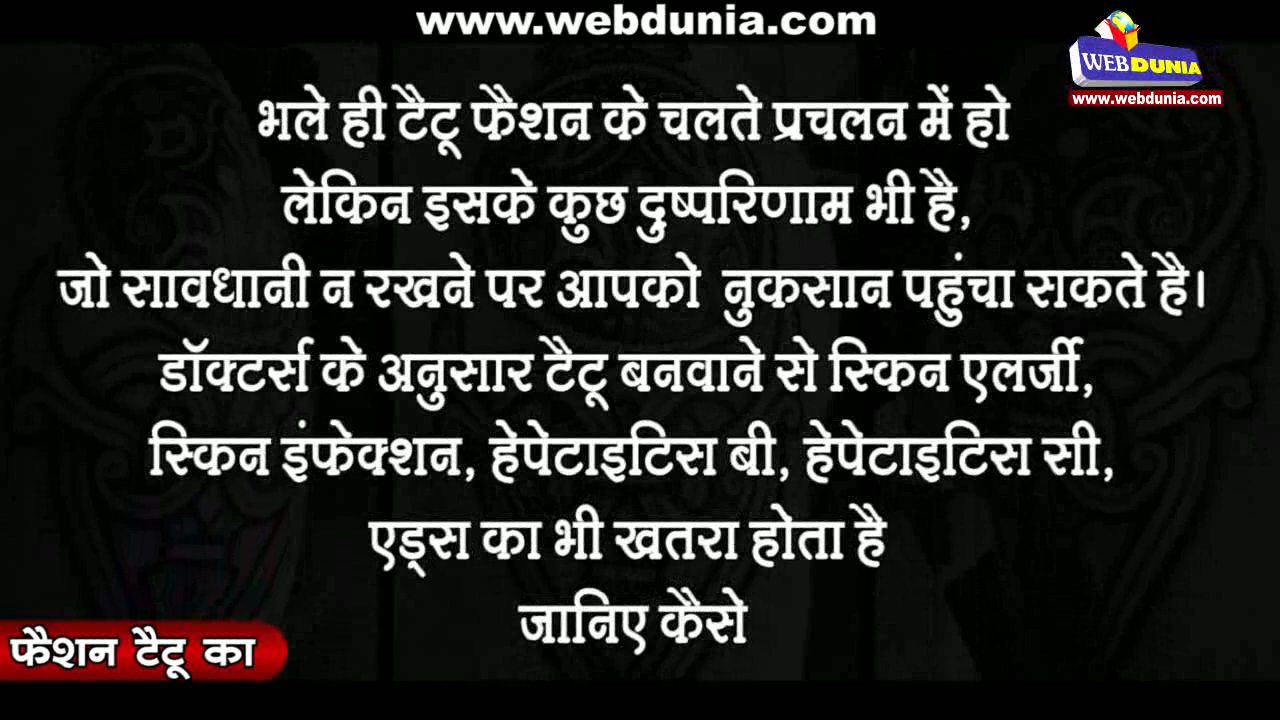 www.webdunia.com
WEBDUNIA
www.webdunia.com
भले ही टैटू फैशन के चलते प्रचलन में हो
लेकिन इसके कुछ दुष्परिणाम भी है,
जो सावधानी न रखने पर आपको नुकसान पहुंचा सकते है।
डॉक्टर्स के अनुसार टैटू बनवाने से स्किन एलर्जी,
स्किन इंफेक्शन, हेपेटाइटिस बी, हेपेटाइटिस सी,
एड्स का भी खतरा होता है
जानिए कैसे
फैशन टैटू का